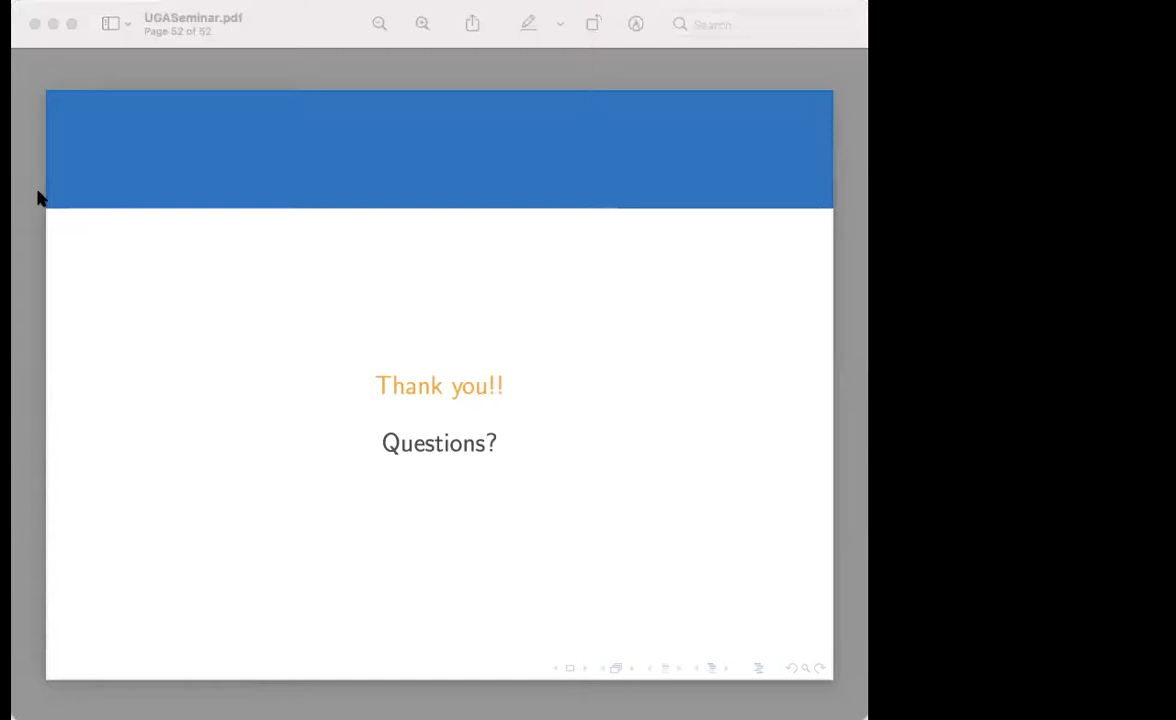 UGASeminar.pdf
Page 52 of 52
Search
Thank you!!
Questions?